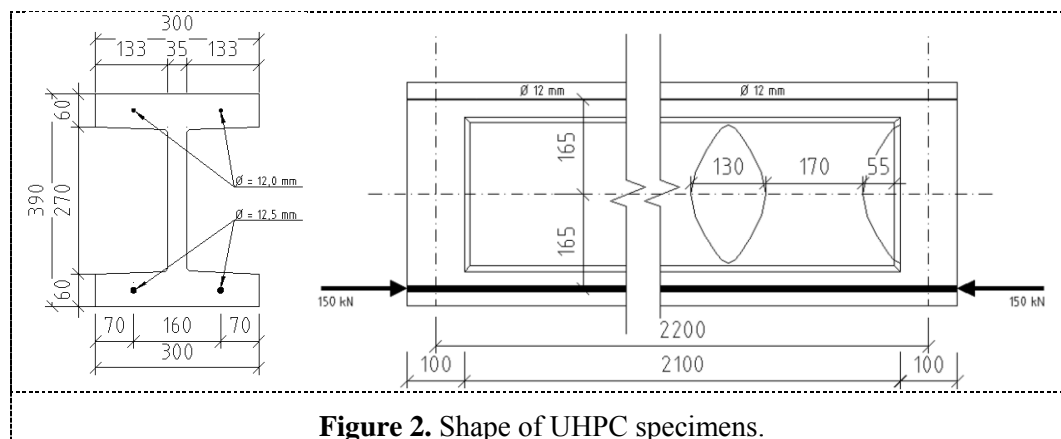 300
133 35 133
60
390
270
60
Ø = 12,0 mm
Ø = 12,5 mm
70 160 70
300
Ø 12 mm Ø 12 mm
165
165
130 170 55
150 kN 150 kN
2200
100 2100 100
Figure 2. Shape of UHPC specimens.